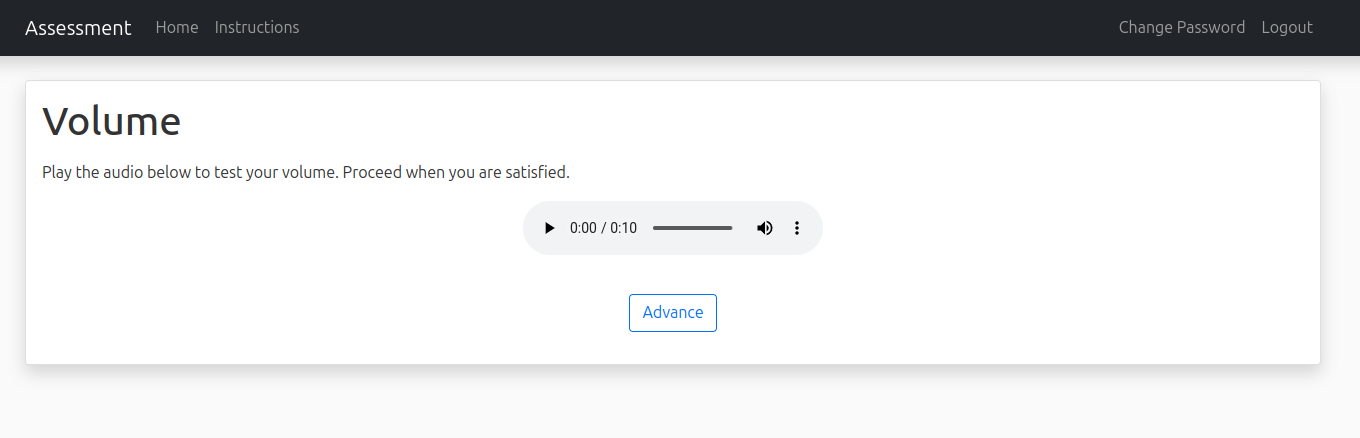 Assessment Home Instructions Change Password Logout
Volume
Play the audio below to test your volume. Proceed when you are satisfied.
0:00 / 0:10
Advance